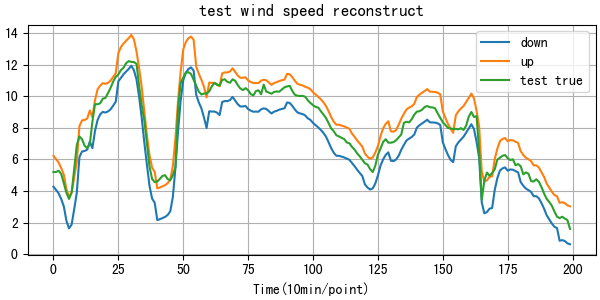 test wind speed reconstruct
down
up
test true
14
12
10
8
6
4
2
0
0 25 50 75 100 125 150 175 200
Time(10min/point)